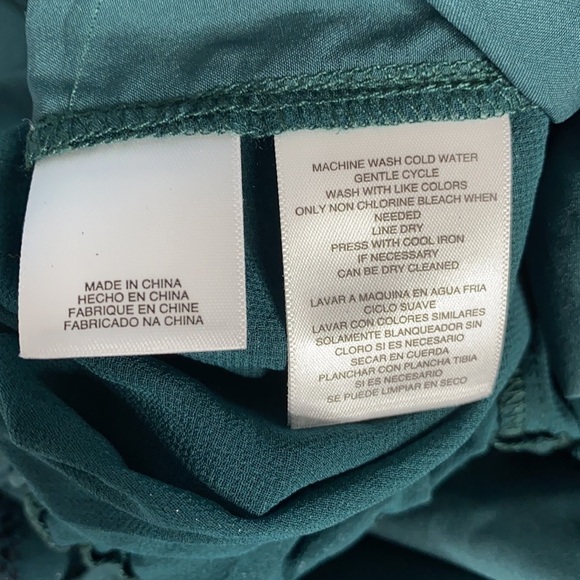 MADE IN CHINA
HECHO EN CHINA
FABRIQUE EN CHINE
FABRICADO NA CHINA
MACHINE WASH COLD WATER
GENTLE CYCLE
WASH WITH LIKE COLORS
ONLY NON CHLORINE BLEACH WHEN
NEEDED
LINE DRY
PRESS WITH COOL IRON
IF NECESSARY
CAN BE DRY CLEANED
LAVAR A MAQUINA EN AGUA FRIA
CICLO SUAVE
LAVAR CON COLORES SIMILARES
SOLAMENTE BLANQUEADOR SIN
CLORO SI ES NECESARIO
SECAR EN CUERDA
PLANCHAR CON PLANCHA TIBIA
SI ES NECESARIO
SE PUEDE LIMPIAR EN SECO